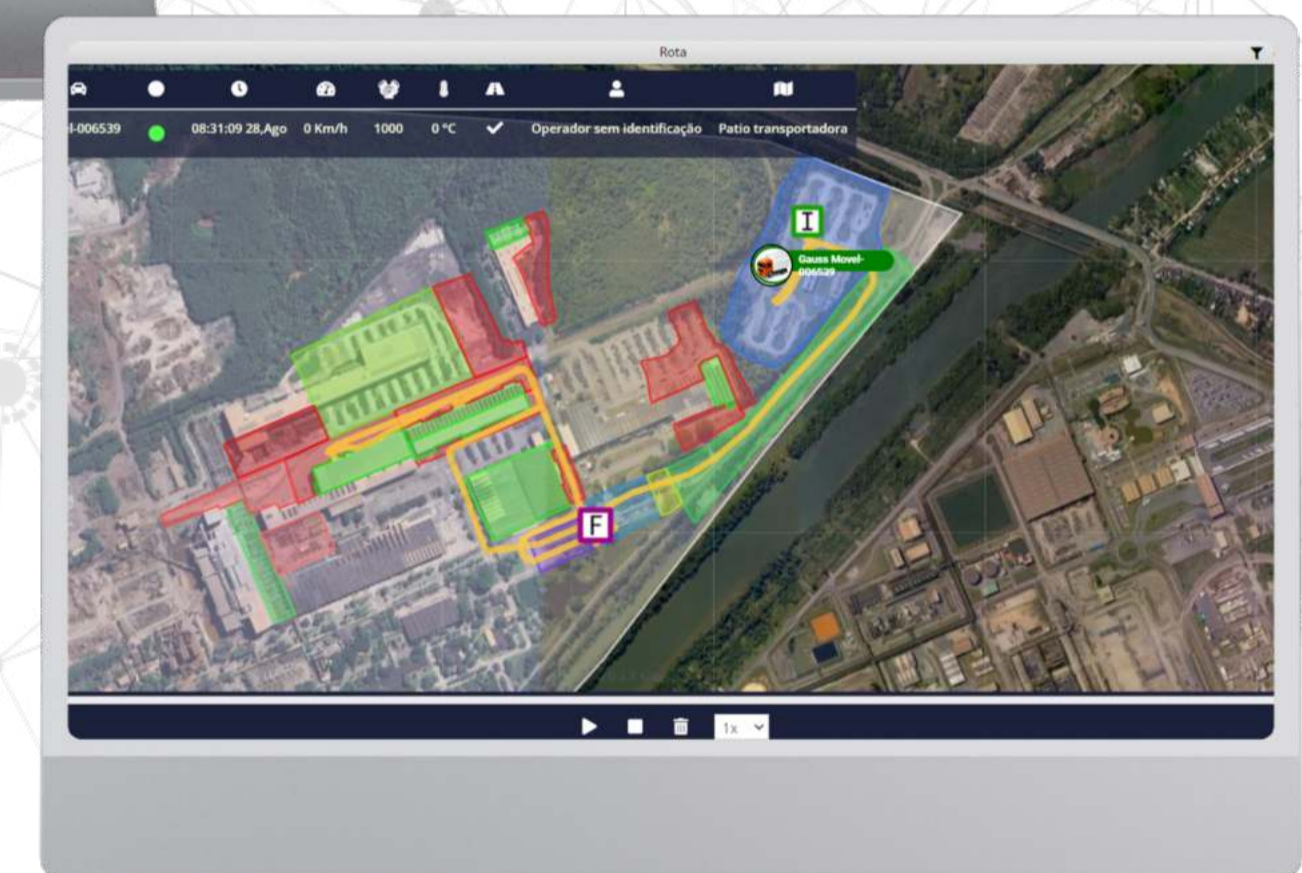 Rota
l-006539 08:31:09 28,Ago 0 Km/h 1000 0 °C Operador sem identificação Patio transportadora
I
Gauss Movel-
006539
F
1x